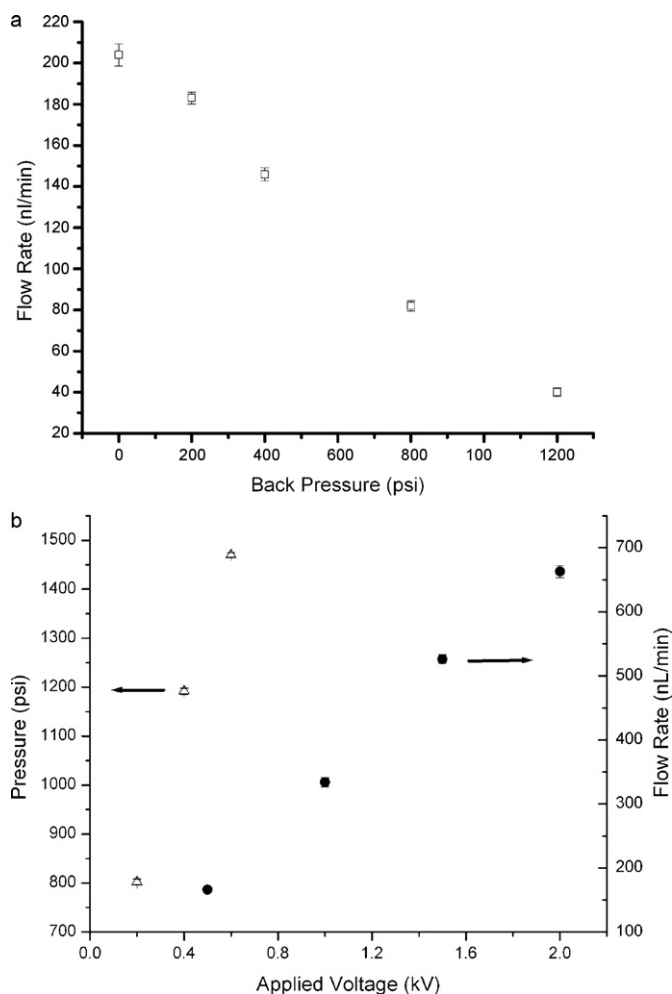 a
220
200
180
160
140
120
100
80
60
40
20
Flow Rate (nl/min)
0 200 400 600 800 100 1200
Back Pressure (psi)
b
1500
1400
1300
1200
1000
900
800
700
Pressure (psi)
700
600
500
400
300
200
100
Flow Rate (nL/min)
0.0 0.4 0.8 1.2 1.6 2.0
Applied Voltage (kV)